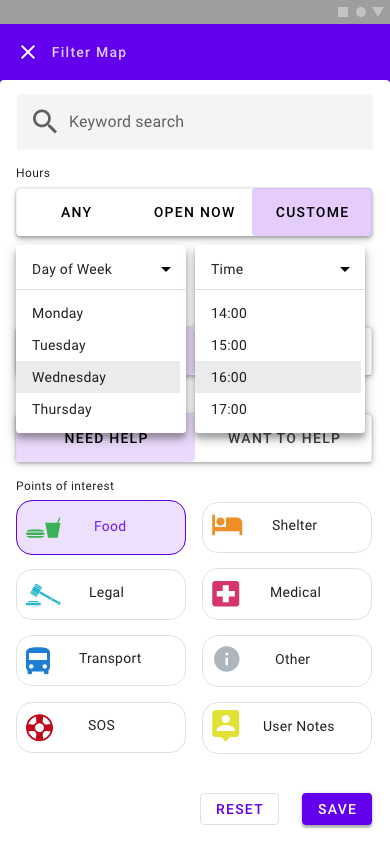 Filter Map
Keyword search
Hours
ANY OPEN NOW CUSTOME
Day of Week Time
Monday 14:00
Tuesday 15:00
Wednesday 16:00
Thursday 17:00
NEED HELP WANT TO HELP
Points of interest
Food Shelter
Legal Medical
Transport Other
SOS User Notes
RESET SAVE